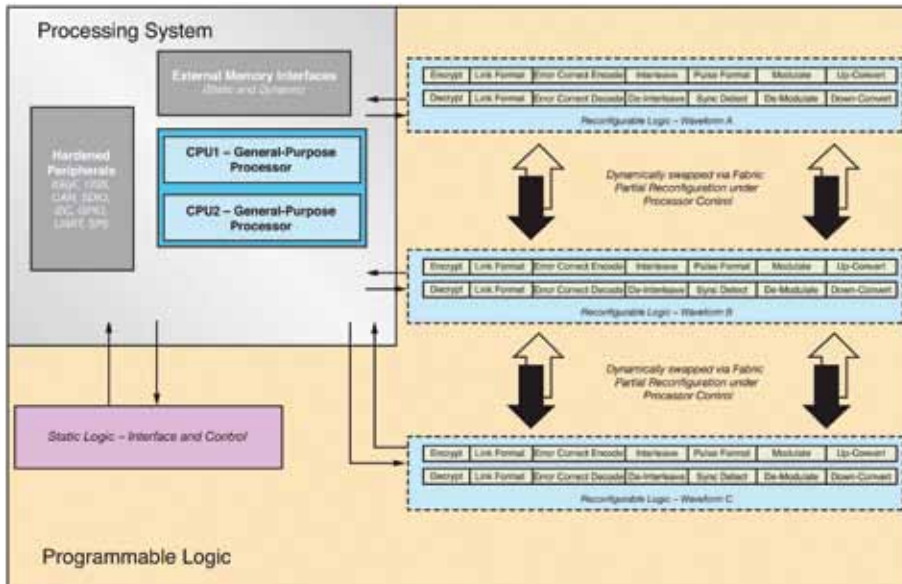 Processing System
External Memory Interfaces
(Static and Dynamic)
Hardened
Peripherals
CAN, SDIO,
I2C, GPIO,
UART, SPI
CPU1 – General-Purpose
Processor
CPU2 – General-Purpose
Processor
Encrypt Link Format Error Correct Encode Interleave Pulse Format Modulate Up-Convert
Decrypt Link Format Error Correct Decode De-Interleave Sync Detect De-Modulate Down-Convert
Reconfigurable Logic – Waveform A
Dynamically swapped via Fabric
Partial Reconfiguration under
Processor Control
Encrypt Link Format Error Correct Encode Interleave Pulse Format Modulate Up-Convert
Decrypt Link Format Error Correct Decode De-Interleave Sync Detect De-Modulate Down-Convert
Reconfigurable Logic – Waveform B
Dynamically swapped via Fabric
Partial Reconfiguration under
Processor Control
Encrypt Link Format Error Correct Encode Interleave Pulse Format Modulate Up-Convert
Decrypt Link Format Error Correct Decode De-Interleave Sync Detect De-Modulate Down-Convert
Reconfigurable Logic – Waveform C
Static Logic – Interface and Control
Programmable Logic